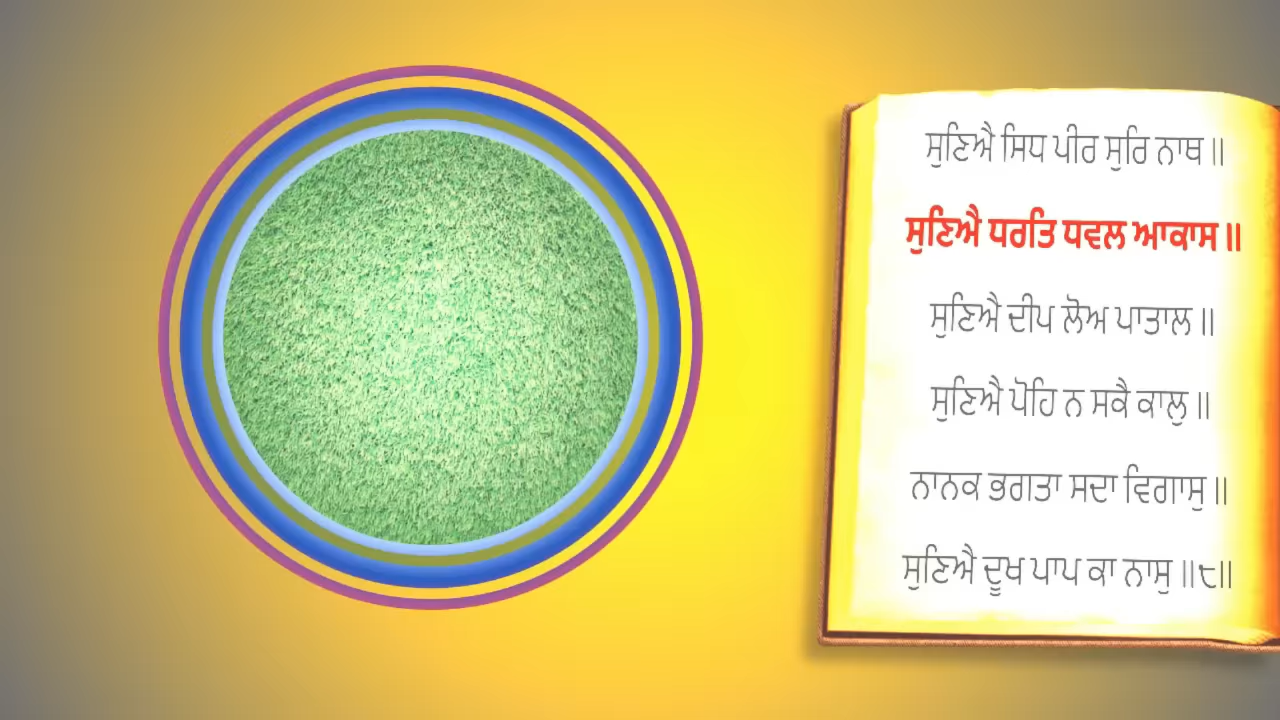 ਸੁਣਿਐ ਸਿਧ ਪੀਰ ਸੁਰਿ ਨਾਥ ॥
ਸੁਣਿਐ ਧਰਤਿ ਧਵਲ ਆਕਾਸ ॥
ਸੁਣਿਐ ਦੀਪ ਲੋਅ ਪਾਤਾਲ ॥
ਸੁਣਿਐ ਪੋਹਿ ਨ ਸਕੈ ਕਾਲੁ ॥
ਨਾਨਕ ਭਗਤਾ ਸਦਾ ਵਿਗਾਸੁ ॥
ਸੁਣਿਐ ਦੂਖ ਪਾਪ ਕਾ ਨਾਸੁ ॥੮॥